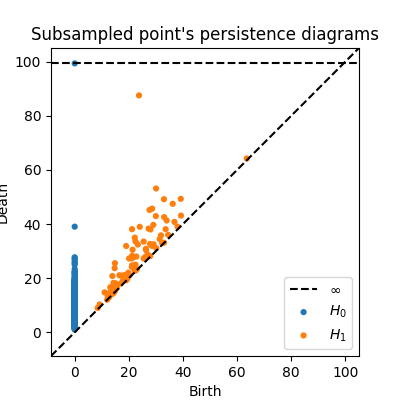 Subsampled point's persistence diagrams
100
80
60
40
20
0
Death
∞
H₀
H₁
0 20 40 60 80 100
Birth